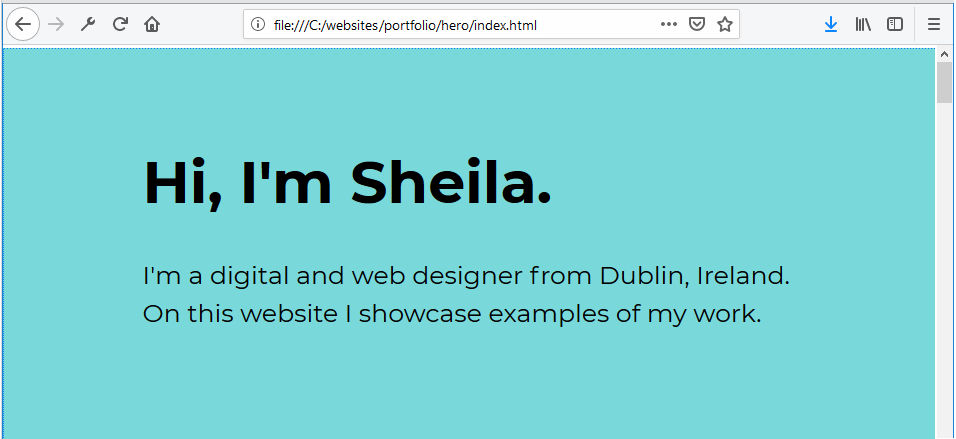 file:///C:/websites/portfolio/hero/index.html
Hi, I'm Sheila.
I'm a digital and web designer from Dublin, Ireland.
On this website I showcase examples of my work.